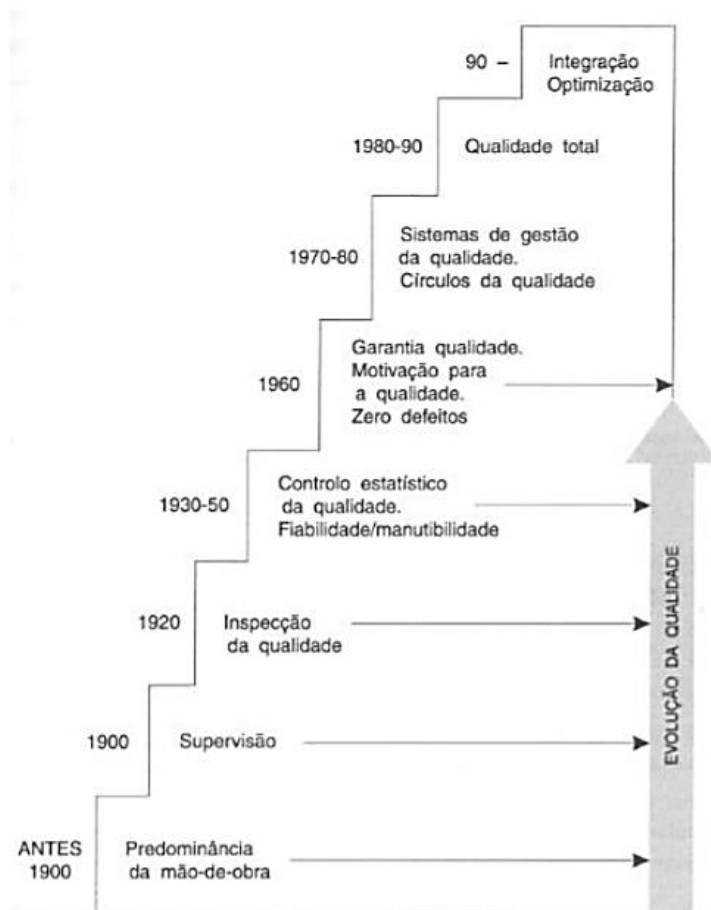 90 –
Integração
Optimização
1980-90
Qualidade total
1970-80
Sistemas de gestão
da qualidade.
Círculos da qualidade
1960
Garantia qualidade.
Motivação para
a qualidade.
Zero defeitos
1930-50
Controlo estatístico
da qualidade.
Fiabilidade/manutibilidade
1920
Inspecção
da qualidade
1900
Supervisão
ANTES
1900
Predominância
da mão-de-obra
EVOLUÇÃO DA QUALIDADE